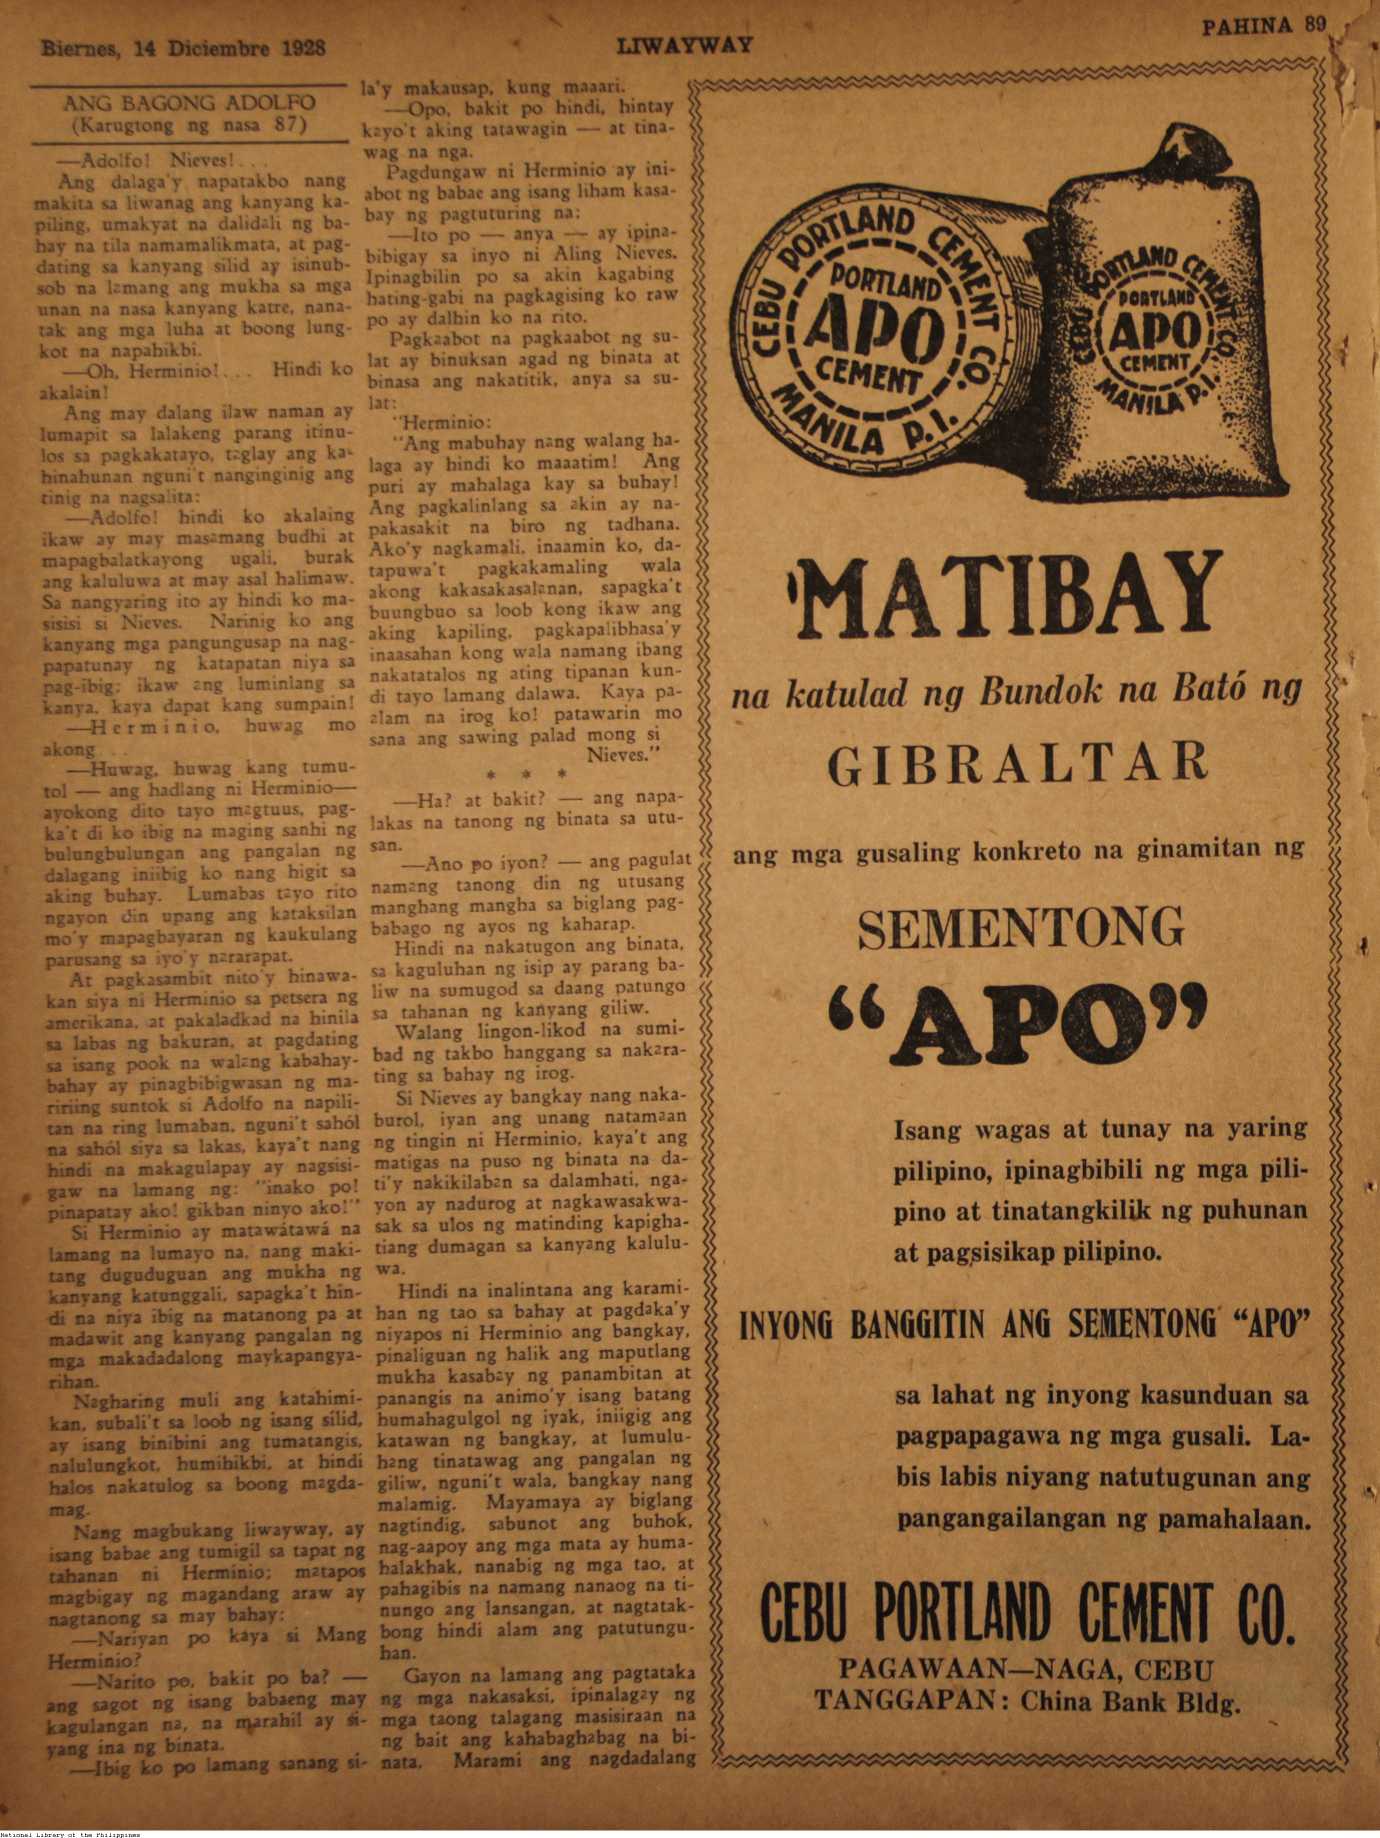 Biernes, 14 Diciembre 1928
LIWAYWAY
PAHINA 89
ANG BAGONG ADOLFO
(Karugtong ng nasa 87)
—Adolfo! Nieves!...
Ang dalaga'y napatakbo nang
makita sa liwanag ang kanyang ka-
piling, umakyat na dalidali ng ba-
hay na tila namamalikmata, at pag-
dating sa kanyang silid ay isinub-
sob na lamang ang mukha sa mga
unan na nasa kanyang katre, nana-
tak ang mga luha at boong lung-
kot na napahikbi.
—Oh, Herminio!... Hindi ko
akalain!
Ang may dalang ilaw naman ay
lumapit sa lalakeng parang itinu-
los sa pagkakatayo, taglay ang ka-
hinahunan nguni't nanginginig ang
tinig na nagsalita:
—Adolfo! hindi ko akalaing
ikaw ay may masamang budhi at
mapagbalatkayong ugali, burak
ang kaluluwa at may asal halimaw.
Sa nangyaring ito ay hindi ko ma-
sisisi si Nieves. Narinig ko ang
kanyang mga pangungusap na nag-
papatunay ng katapatan niya sa
pag-ibig; ikaw ang luminlang sa
kanya, kaya dapat kang sumpain!
—Herminio, huwag mo
akong ...
—Huwag, huwag kang tumu-
tol — ang hadlang ni Herminio—
ayokong dito tayo magtuus, pag-
ka't di ko ibig na maging sanhi ng
bulungbulungan ang pangalan ng
dalagang iniibig ko nang higit sa
aking buhay. Lumabas tayo rito
ngayon din upang ang kataksilan
mo'y mapagbayaran ng kaukulang
parusang sa iyo'y nararapat.
At pagkasambit nito'y hinawa-
kan siya ni Herminio sa petsera ng
amerikana, at pakaladkad na hinila
sa labas ng bakuran, at pagdating
sa isang pook na walang kabahay-
bahay ay pinagbibigwasan ng ma-
ririing suntok si Adolfo na napili-
tan na ring lumaban, nguni't sahól
na sahól siya sa lakas, kaya't nang
hindi na makagulapay ay nagsisi-
gaw na lamang ng: "inako po!
pinapatay ako! gikban ninyo ako!"
Si Herminio ay matawátawá na
lamang na lumayo na, nang maki-
tang duguduguan ang mukha ng
kanyang katunggali, sapagka't hin-
di na niya ibig na matanong pa at
madawit ang kanyang pangalan ng
mga makadadalong maykapangya-
rihan.
Nagharing muli ang katahimi-
kan, subali't sa loob ng isang silid,
ay isang binibini ang tumatangis,
nalulungkot, humihikbi, at hindi
halos nakatulog sa boong magda-
mag.
Nang magbukang liwayway, ay
isang babae ang tumigil sa tapat ng
tahanan ni Herminio; matapos
magbigay ng magandang araw ay
nagtanong sa may bahay:
—Nariyan po kaya si Mang
Herminio?
—Narito po, bakit po ba? —
ang sagot ng isang babaeng may
kagulangan na, na marahil ay si-
yang ina ng binata.
—Ibig ko po lamang sanang si-
la'y makausap, kung maaari.
—Opo, bakit po hindi, hintay
kayo't aking tatawagin — at tina-
wag na nga.
Pagdungaw ni Herminio ay ini-
abot ng babae ang isang liham kasa-
bay ng pagtuturing na:
—Ito po — anya — ay ipina-
bibigay sa inyo ni Aling Nieves.
Ipinagbilin po sa akin kagabing
hating-gabi na pagkagising ko raw
po ay dalhin ko na rito.
Pagkaabot na pagkaabot ng su-
lat ay binuksan agad ng binata at
binasa ang nakatitik, anya sa su-
lat:
"Herminio:
"Ang mabuhay nang walang ha-
laga ay hindi ko maaatim! Ang
puri ay mahalaga kay sa buhay!
Ang pagkalinlang sa akin ay na-
pakasakit na biro ng tadhana.
Ako'y nagkamali, inaamin ko, da-
tapuwa't pagkakamaling wala
akong kakasakasalanan, sapagka't
buungbuo sa loob kong ikaw ang
aking kapiling, pagkapalibhasa'y
inaasahan kong wala namang ibang
nakatatalos ng ating tipanan kun-
di tayo lamang dalawa. Kaya pa-
alam na irog ko! patawarin mo
sana ang sawing palad mong si
Nieves."
* * *
—Ha? at bakit? — ang napa-
lakas na tanong ng binata sa utu-
san.
—Ano po iyon? — ang pagulat
namang tanong din ng utusang
manghang mangha sa biglang pag-
babago ng ayos ng kaharap.
Hindi na nakatugon ang binata,
sa kaguluhan ng isip ay parang ba-
liw na sumugod sa daang patungo
sa tahanan ng kanyang giliw.
Walang lingon-likod na sumi-
bad ng takbo hanggang sa nakara-
ting sa bahay ng irog.
Si Nieves ay bangkay nang naka-
burol, iyan ang unang natamaan
ng tingin ni Herminio, kaya't ang
matigas na puso ng binata na da-
ti'y nakikilaban sa dalamhati, nga-
yon ay nadurog at nagkawasakwa-
sak sa ulos ng matinding kapigha-
tiang dumagan sa kanyang kalulu-
wa.
Hindi na inalintana ang karami-
han ng tao sa bahay at pagdaka'y
niyapos ni Herminio ang bangkay,
pinaliguan ng halik ang maputlang
mukha kasabay ng panambitan at
panangis na animo'y isang batang
humahagulgol ng iyak, iniigig ang
katawan ng bangkay, at lumulu-
hang tinatawag ang pangalan ng
giliw, nguni't wala, bangkay nang
malamig. Mayamaya ay biglang
nagtindig, sabunot ang buhok,
nag-aapoy ang mga mata ay huma-
halakhak, nanabig ng mga tao, at
pahagibis na namang nanaog na ti-
nungo ang lansangan, at nagtatak-
bong hindi alam ang patutungu-
han.
Gayon na lamang ang pagtataka
ng mga nakasaksi, ipinalagay ng
mga taong talagang masisiraan na
ng bait ang kahabaghabag na bi-
nata. Marami ang nagdadalang
CEBU PORTLAND CEMENT CO.
PORTLAND
APO
CEMENT
MANILA P.I.
CEBU PORTLAND CEMENT CO.
PORTLAND
APO
CEMENT
MANILA P.I.
MATIBAY
na katulad ng Bundok na Bató ng
GIBRALTAR
ang mga gusaling konkreto na ginamitan ng
SEMENTONG
"APO"
Isang wagas at tunay na yaring
pilipino, ipinagbibili ng mga pili-
pino at tinatangkilik ng puhunan
at pagsisikap pilipino.
INYONG BANGGITIN ANG SEMENTONG "APO"
sa lahat ng inyong kasunduan sa
pagpapagawa ng mga gusali. La-
bis labis niyang natutugunan ang
pangangailangan ng pamahalaan.
CEBU PORTLAND CEMENT CO.
PAGAWAAN—NAGA, CEBU
TANGGAPAN: China Bank Bldg.
National Library of the Philippines